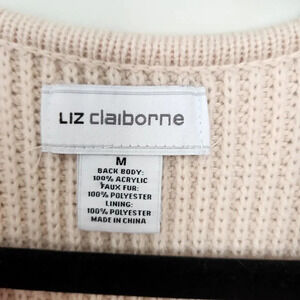 LIZ claiborne
M
BACK BODY:
100% ACRYLIC
FAUX FUR:
100% POLYESTER
LINING:
100% POLYESTER
MADE IN CHINA